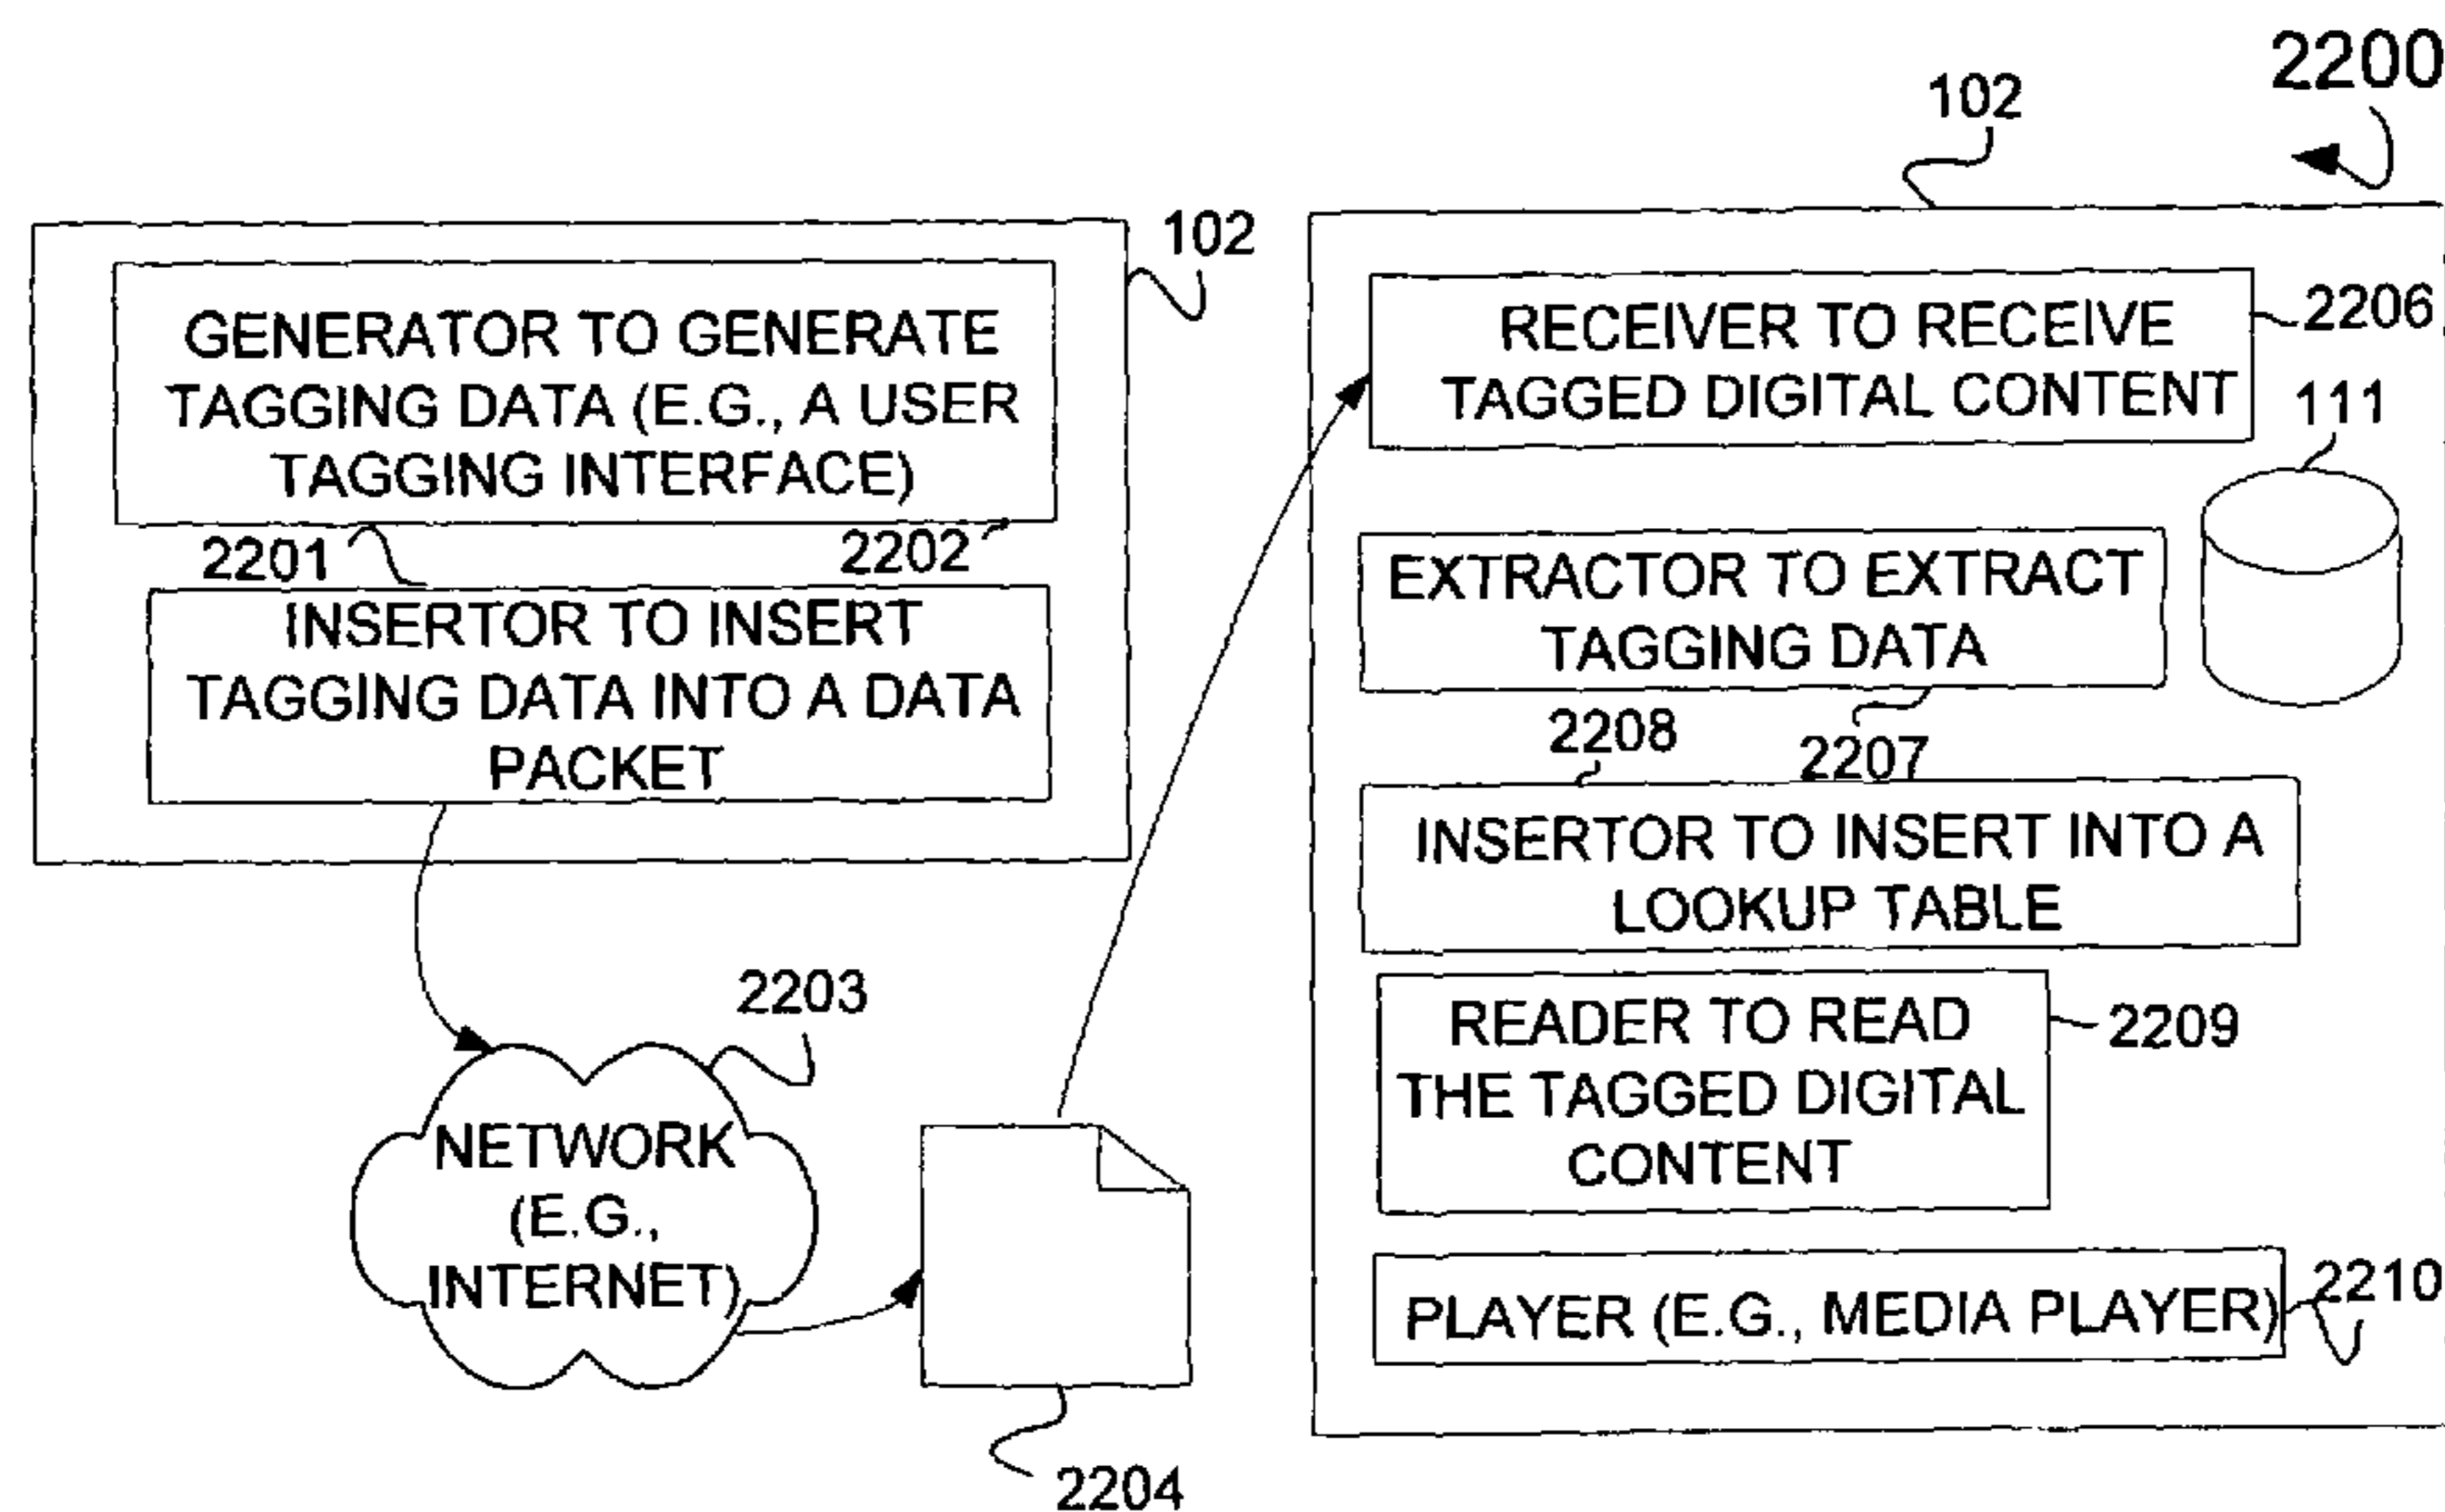 2200
102
102
GENERATOR TO GENERATE
TAGGING DATA (E.G., A USER
TAGGING INTERFACE)
2201
2202
INSERTOR TO INSERT
TAGGING DATA INTO A DATA
PACKET
2203
NETWORK
(E.G.,
INTERNET)
2204
RECEIVER TO RECEIVE
TAGGED DIGITAL CONTENT
2206
111
EXTRACTOR TO EXTRACT
TAGGING DATA
2208
2207
INSERTOR TO INSERT INTO A
LOOKUP TABLE
READER TO READ
THE TAGGED DIGITAL
CONTENT
2209
PLAYER (E.G., MEDIA PLAYER)
2210